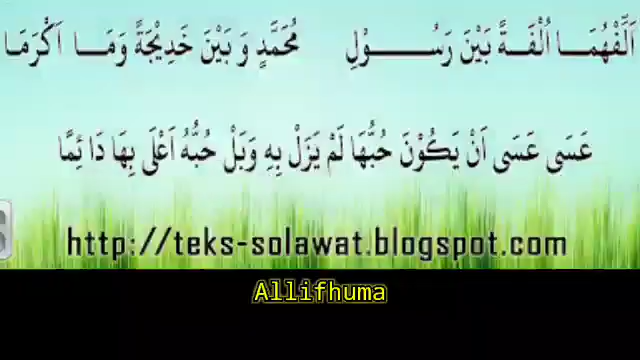 اَلِّفْهُمَا اُلْفَةً بَيْنَ رَسُوْلِ مُحَمَّدٍ وَ بَيْنَ خَدِيْجَةً وَمَا اَكْرَمَا
عَسَى عَسَى اَنْ يَكُوْنَ حُبُّهَا لَمْ يَزَلْ بِهِ وَبَلْ حُبُّهُ اَعْلَى بِهَا دَائِمًا
http://teks-solawat.blogspot.com
Allifhuma